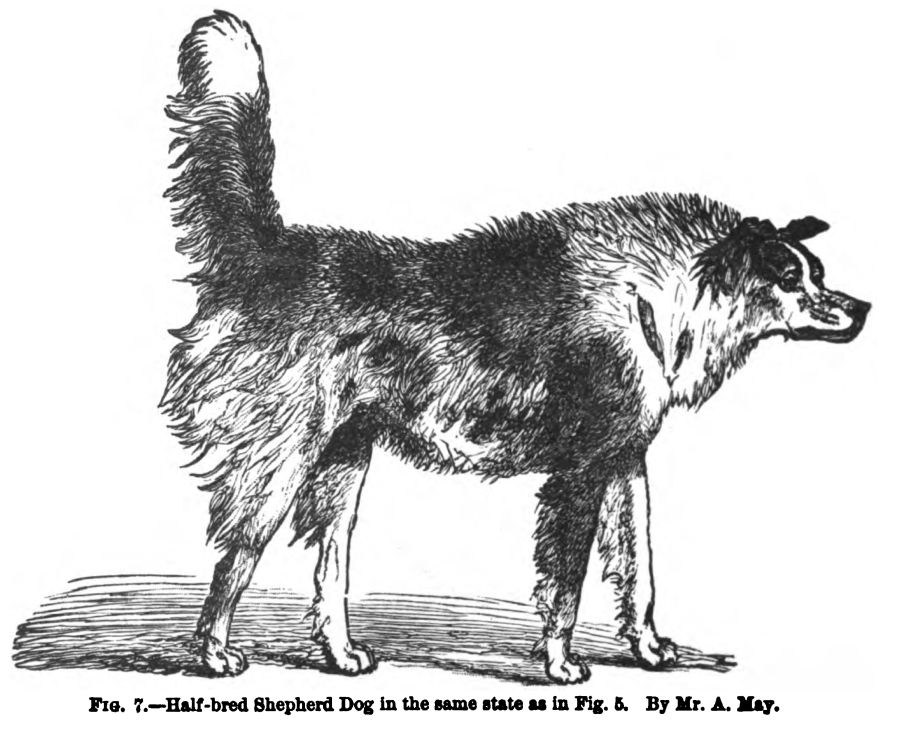 Fig. 7.—Half-bred Shepherd Dog in the same state as in Fig. 5. By Mr. A. May.